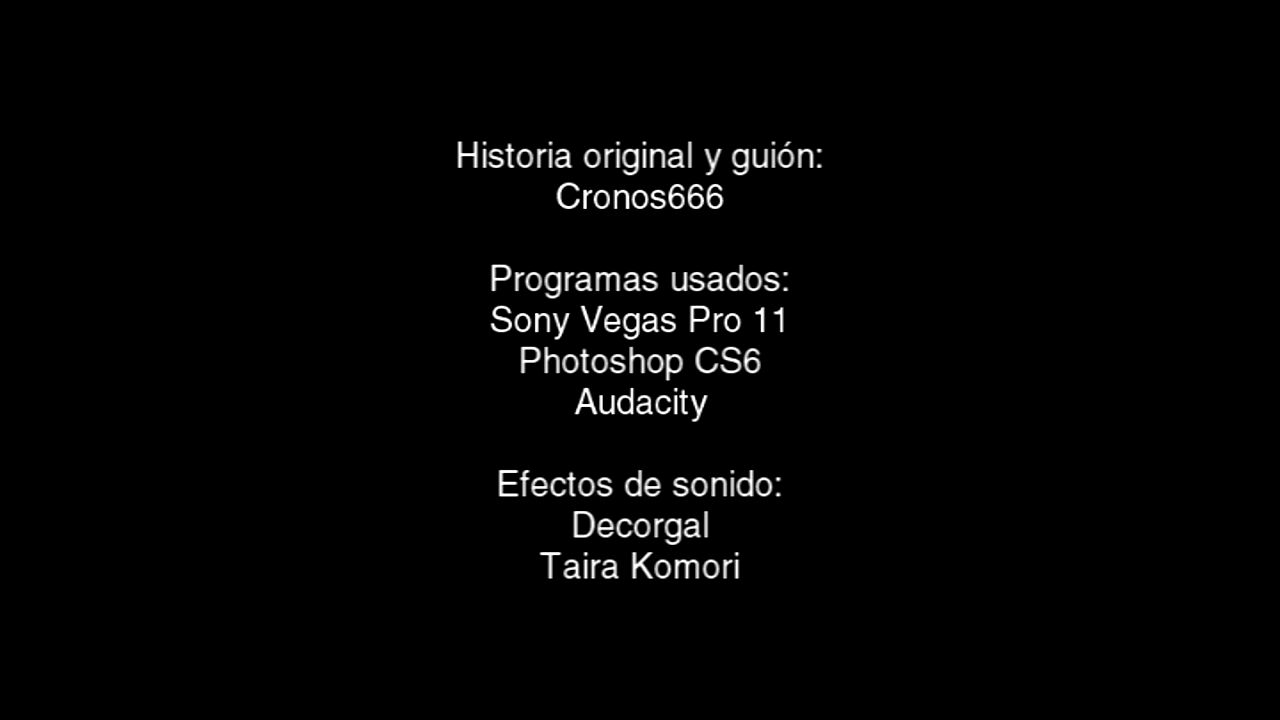 Historia original y guión:
Cronos666
Programas usados:
Sony Vegas Pro 11
Photoshop CS6
Audacity
Efectos de sonido:
Decorgal
Taira Komori